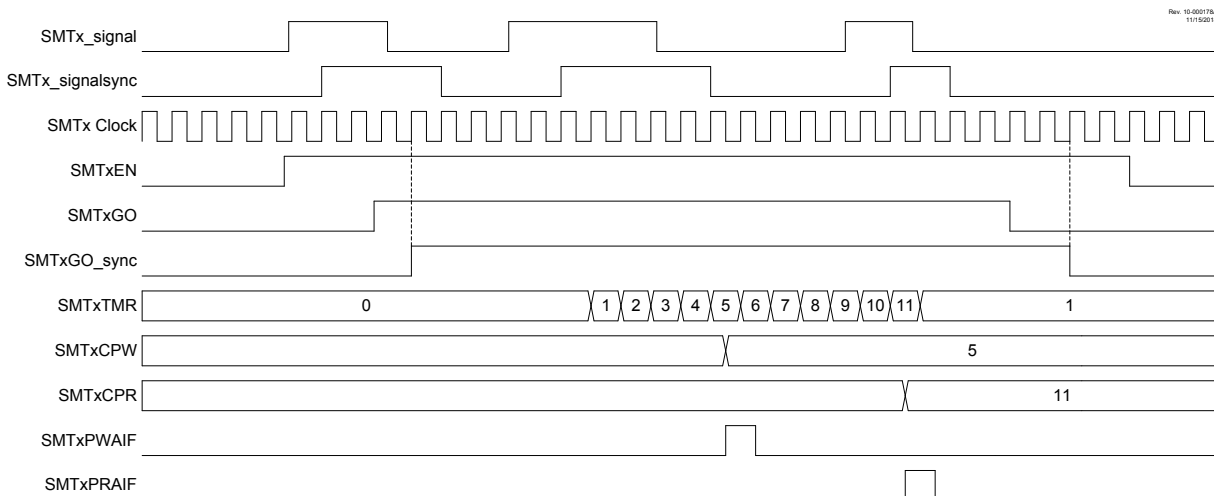 Rev. 10-000176
11/15/201
SMTx_signal
SMTx_signalsync
SMTx Clock
SMTxEN
SMTxGO
SMTxGO_sync
SMTxTMR 0 1 2 3 4 5 6 7 8 9 10 11 1
SMTxCPW 5
SMTxCPR 11
SMTxPWAIF
SMTxPRAIF